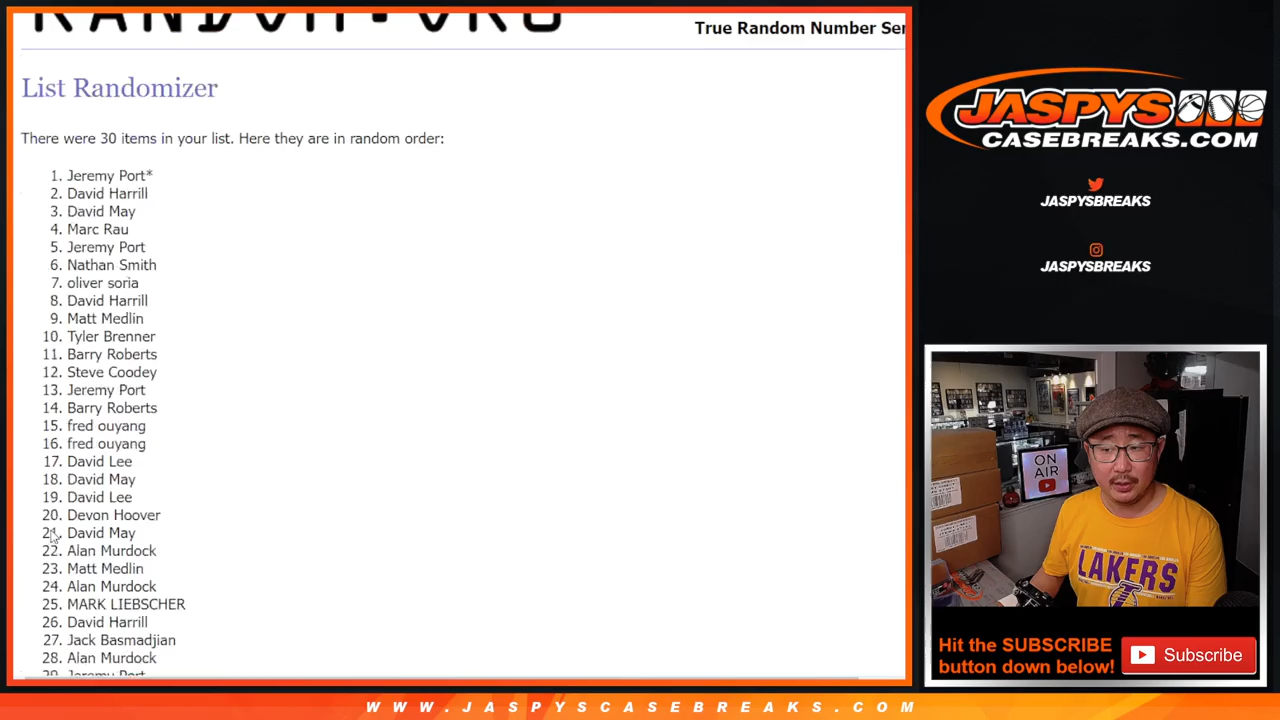 RANDOM.ORG
True Random Number Ser
List Randomizer
There were 30 items in your list. Here they are in random order:
1. Jeremy Port*
2. David Harrill
3. David May
4. Marc Rau
5. Jeremy Port
6. Nathan Smith
7. oliver soria
8. David Harrill
9. Matt Medlin
10. Tyler Brenner
11. Barry Roberts
12. Steve Coodey
13. Jeremy Port
14. Barry Roberts
15. fred ouyang
16. fred ouyang
17. David Lee
18. David May
19. David Lee
20. Devon Hoover
21. David May
22. Alan Murdock
23. Matt Medlin
24. Alan Murdock
25. MARK LIEBSCHER
26. David Harrill
27. Jack Basmadjian
28. Alan Murdock
29. Jeremy Port
JASPYS
CASEBREAKS.COM
JASPYSBREAKS
JASPYSBREAKS
ON
AIR
LAKERS
Hit the SUBSCRIBE
button down below!
Subscribe
WWW.JASPYSCASEBREAKS.COM